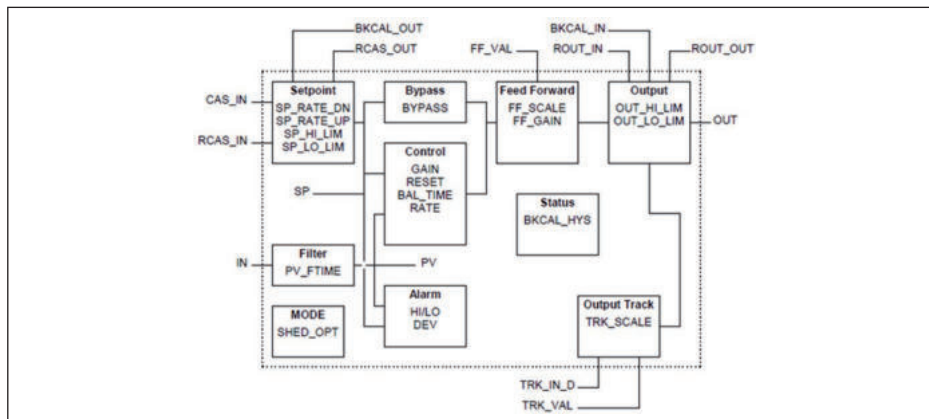 BKCAL_OUT
BKCAL_IN
RCAS_OUT
FF_VAL
ROUT_IN
ROUT_OUT
CAS_IN
RCAS_IN
Setpoint
SP_RATE_DN
SP_RATE_UP
SP_HI_LIM
SP_LO_LIM
Bypass
BYPASS
Feed Forward
FF_SCALE
FF_GAIN
Output
OUT_HI_LIM
OUT_LO_LIM
OUT
Control
GAIN
RESET
BAL_TIME
RATE
SP
Status
BKCAL_HYS
IN
Filter
PV_FTIME
PV
Alarm
HI/LO
DEV
MODE
SHED_OPT
Output Track
TRK_SCALE
TRK_IN_D
TRK_VAL